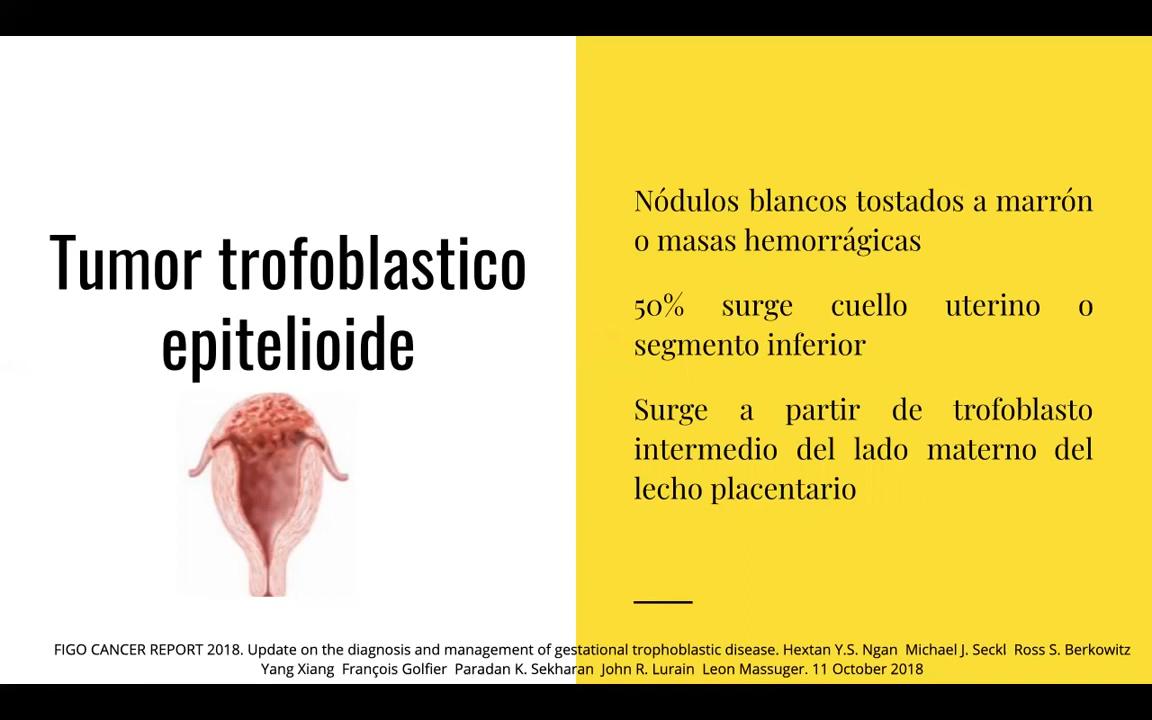 Tumor trofoblastico
epitelioide
Nódulos blancos tostados a marrón
o masas hemorrágicas
50% surge cuello uterino o
segmento inferior
Surge a partir de trofoblasto
intermedio del lado materno del
lecho placentario
FIGO CANCER REPORT 2018. Update on the diagnosis and management of gestational trophoblastic disease. Hextan Y.S. Ngan Michael J. Seckl Ross S. Berkowitz
Yang Xiang François Golfier Paradan K. Sekharan John R. Lurain Leon Massuger. 11 October 2018